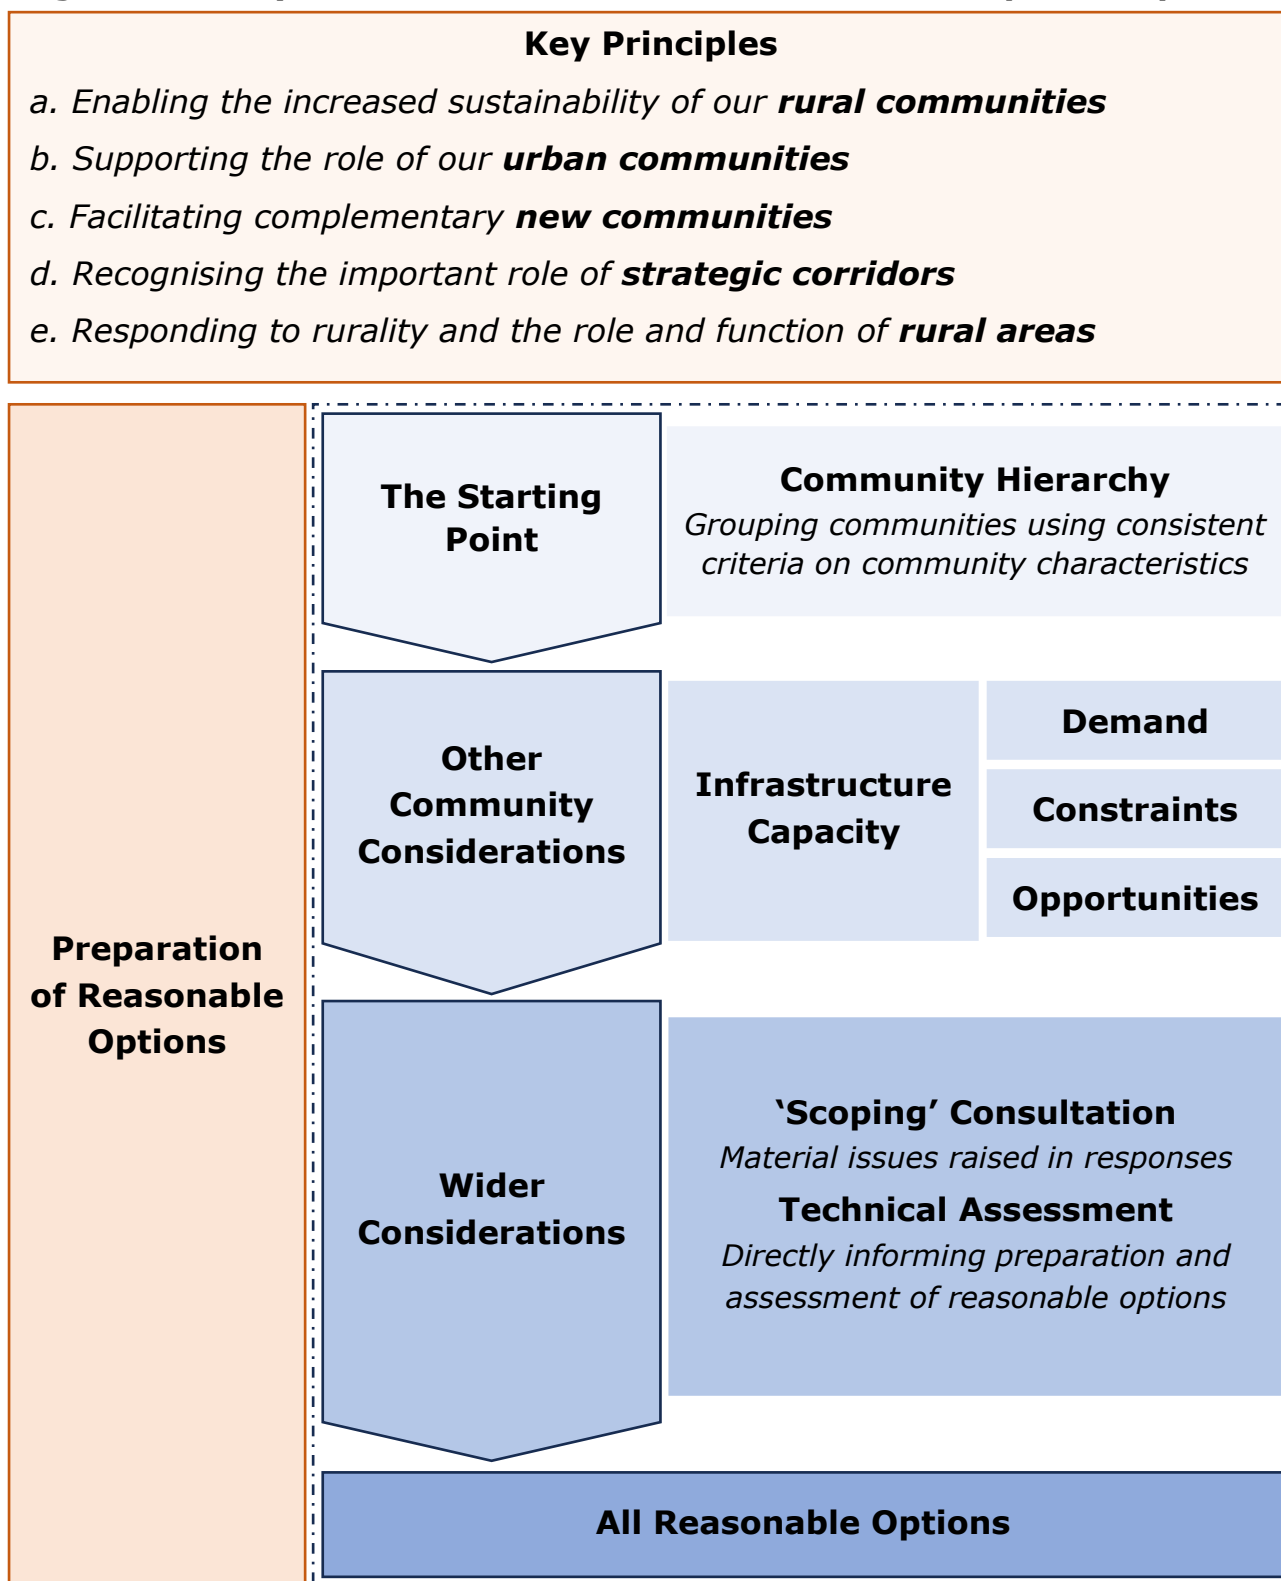 Key Principles
a. Enabling the increased sustainability of our rural communities
b. Supporting the role of our urban communities
c. Facilitating complementary new communities
d. Recognising the important role of strategic corridors
e. Responding to rurality and the role and function of rural areas
Preparation
of Reasonable
Options
The Starting
Point
Community Hierarchy
Grouping communities using consistent
criteria on community characteristics
Other
Community
Considerations
Infrastructure
Capacity
Demand
Constraints
Opportunities
Wider
Considerations
‘Scoping’ Consultation
Material issues raised in responses
Technical Assessment
Directly informing preparation and
assessment of reasonable options
All Reasonable Options